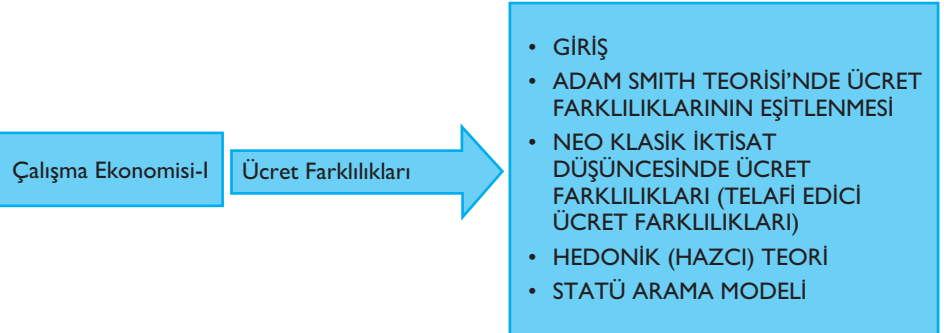 Çalışma Ekonomisi-I
Ücret Farklılıkları
• GİRİŞ
• ADAM SMITH TEORİSİ’NDE ÜCRET
FARKLILIKLARININ EŞİTLENMESİ
• NEO KLASİK İKTİSAT
DÜŞÜNCESİNDE ÜCRET
FARKLILIKLARI (TELAFİ EDİCİ
ÜCRET FARKLILIKLARI)
• HEDONİK (HAZCI) TEORİ
• STATÜ ARAMA MODELİ